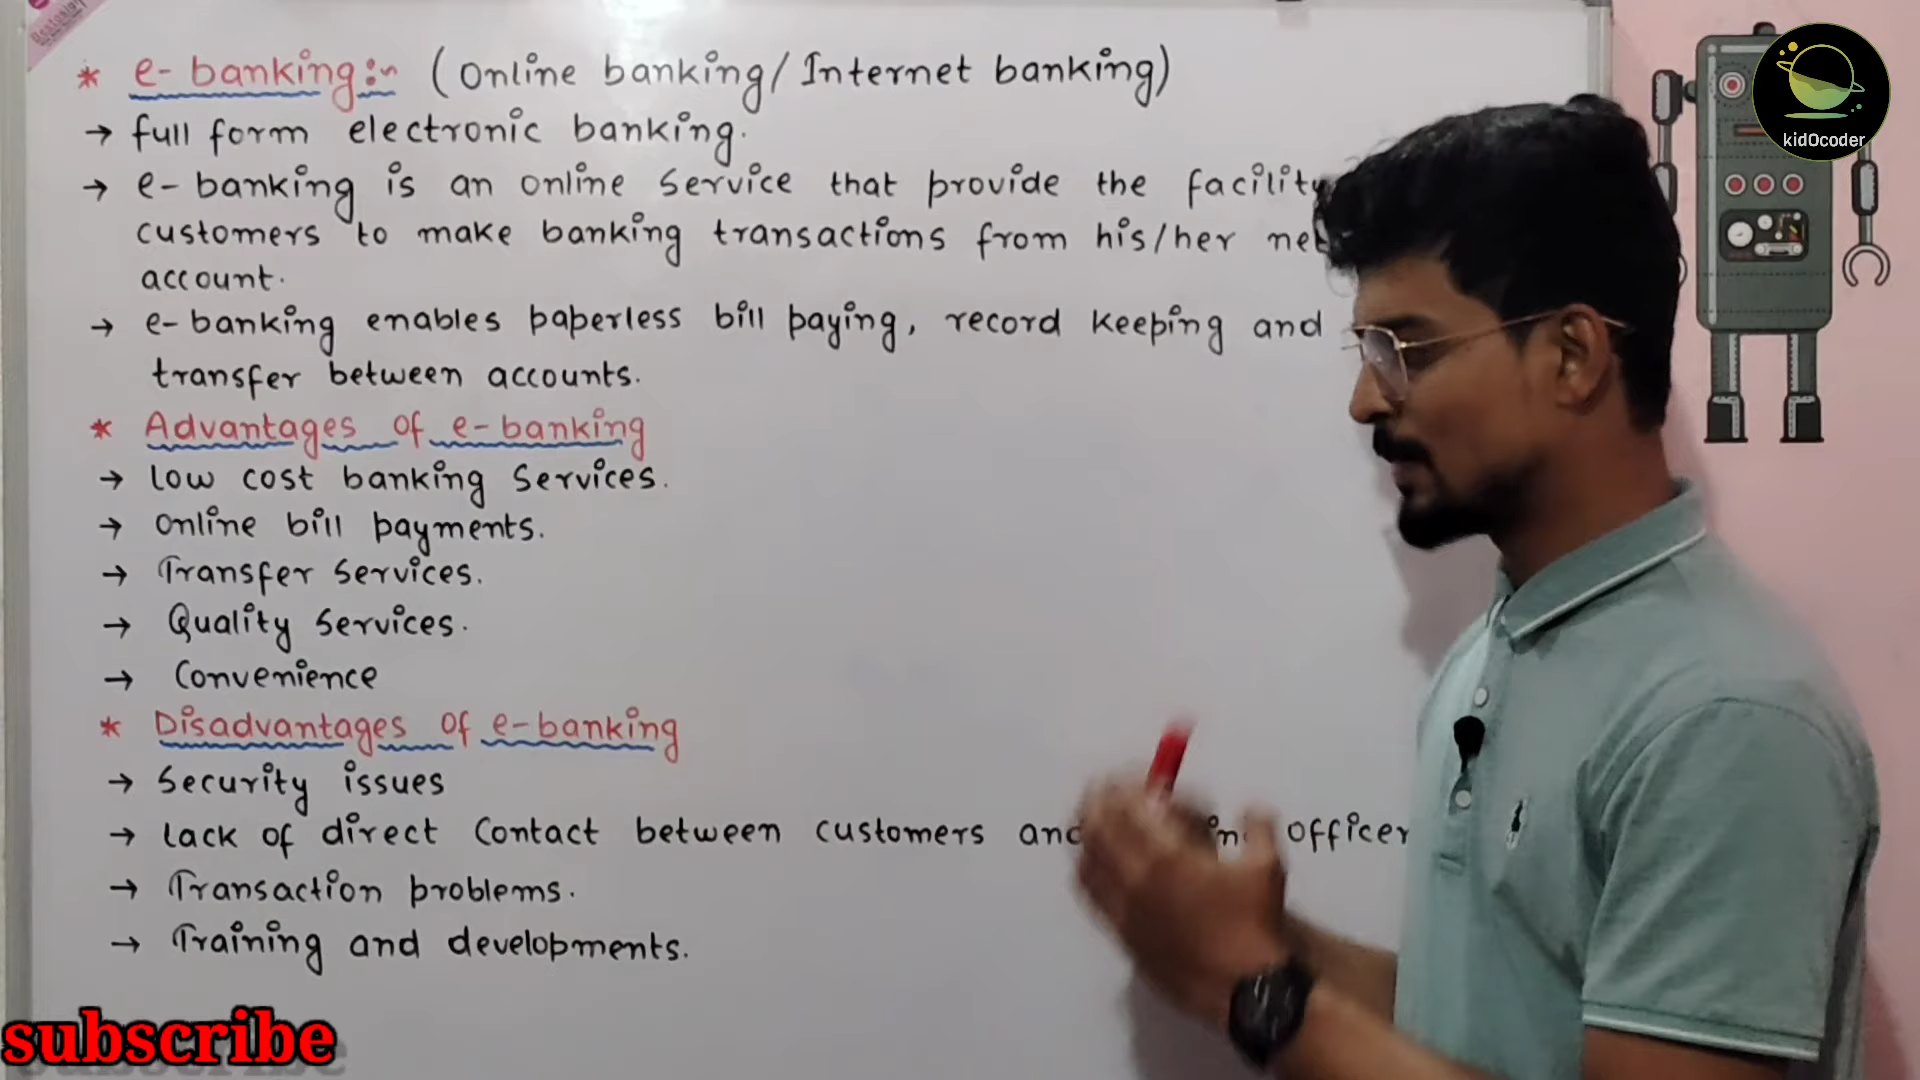 * e-banking:- (Online banking/Internet banking)
→ full form electronic banking.
→ e-banking is an online service that provide the facility
customers to make banking transactions from his/her net
account.
→ e-banking enables paperless bill paying, record keeping and
transfer between accounts.
* Advantages of e-banking
→ low cost banking services.
→ Online bill payments.
→ Transfer services.
→ Quality services.
→ Convenience
* Disadvantages of e-banking
→ Security issues
→ lack of direct contact between customers and officer
→ Transaction problems.
→ Training and developments.
kidOcoder
subscribe